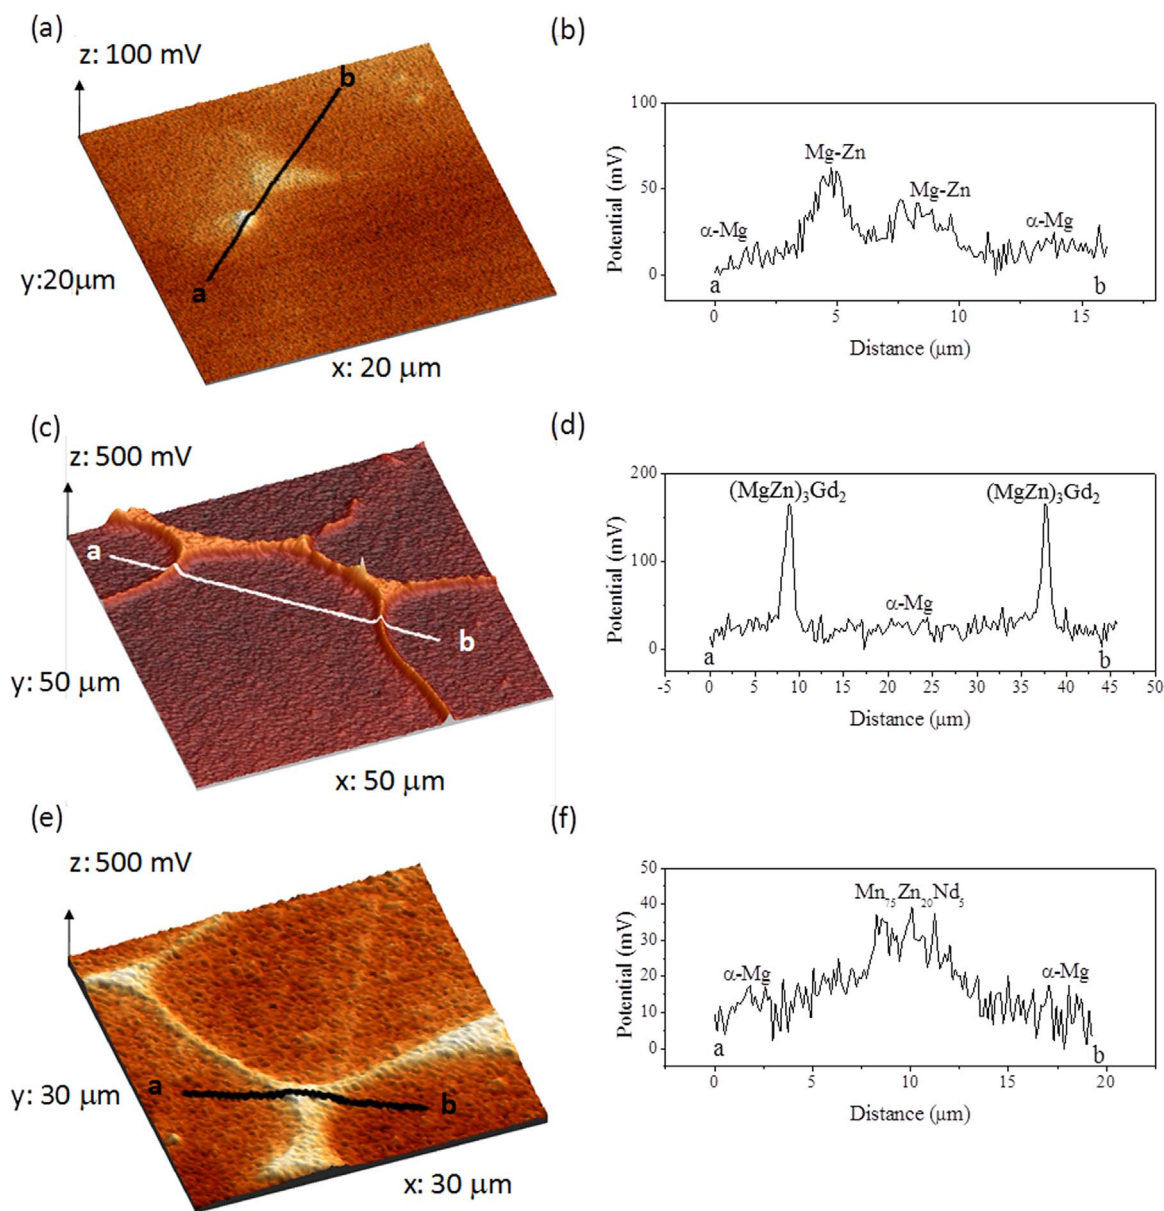 (a)
z: 100 mV
b
a
y:20μm
x: 20 μm
(b)
100
50
0
Potential (mV)
Mg-Zn
Mg-Zn
α-Mg
α-Mg
a
b
0
5
10
15
Distance (μm)
(c)
z: 500 mV
a
b
y: 50 μm
x: 50 μm
(d)
200
150
100
50
0
Potential (mV)
(MgZn)₃Gd₂
(MgZn)₃Gd₂
α-Mg
a
b
-5
0
5
10
15
20
25
30
35
40
45
50
Distance (μm)
(e)
z: 500 mV
a
b
y: 30 μm
x: 30 μm
(f)
50
40
30
20
10
0
Potential (mV)
Mn₇₅Zn₂₀Nd₅
α-Mg
α-Mg
a
b
0
5
10
15
20
Distance (μm)